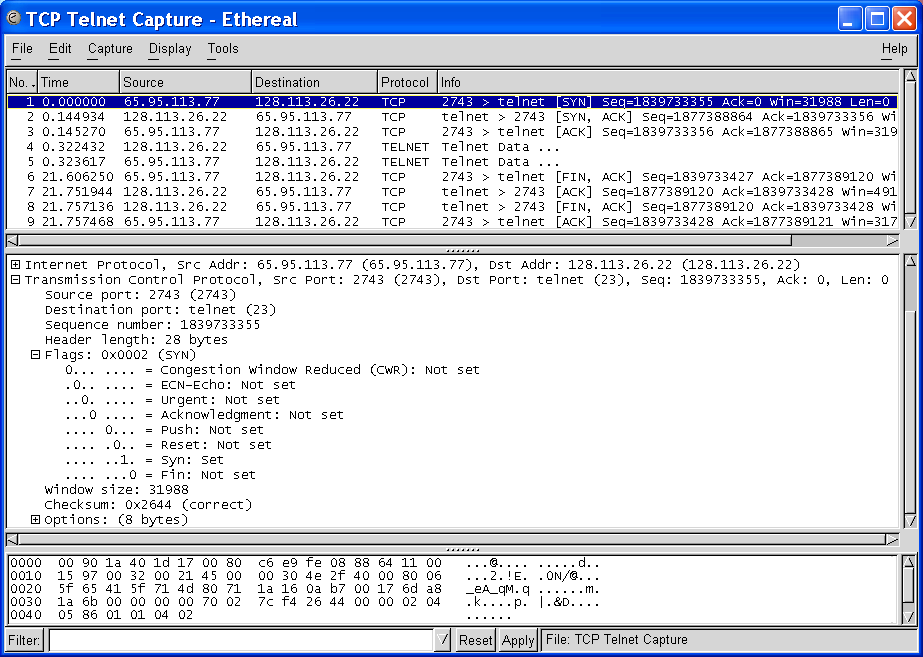 TCP Telnet Capture - Ethereal
File Edit Capture Display Tools Help
No. Time Source Destination Protocol Info
1 0.000000 65.95.113.77 128.113.26.22 TCP 2743 > telnet [SYN] Seq=1839733355 Ack=0 Win=31988 Len=0
2 0.144934 128.113.26.22 65.95.113.77 TCP telnet > 2743 [SYN, ACK] Seq=1877388864 Ack=1839733356 Wi
3 0.145270 65.95.113.77 128.113.26.22 TCP 2743 > telnet [ACK] Seq=1839733356 Ack=1877388865 Win=319
4 0.322432 128.113.26.22 65.95.113.77 TELNET Telnet Data ...
5 0.323617 65.95.113.77 128.113.26.22 TELNET Telnet Data ...
6 21.606250 65.95.113.77 128.113.26.22 TCP 2743 > telnet [FIN, ACK] Seq=1839733427 Ack=1877389120 Wi
7 21.751944 128.113.26.22 65.95.113.77 TCP telnet > 2743 [ACK] Seq=1877389120 Ack=1839733428 Win=491
8 21.757136 128.113.26.22 65.95.113.77 TCP telnet > 2743 [FIN, ACK] Seq=1877389120 Ack=1839733428 Wi
9 21.757468 65.95.113.77 128.113.26.22 TCP 2743 > telnet [ACK] Seq=1839733428 Ack=1877389121 Win=317
Internet Protocol, Src Addr: 65.95.113.77 (65.95.113.77), Dst Addr: 128.113.26.22 (128.113.26.22)
Transmission Control Protocol, Src Port: 2743 (2743), Dst Port: telnet (23), Seq: 1839733355, Ack: 0, Len: 0
Source port: 2743 (2743)
Destination port: telnet (23)
Sequence number: 1839733355
Header length: 28 bytes
Flags: 0x0002 (SYN)
0... .... = Congestion Window Reduced (CWR): Not set
.0.. .... = ECN-Echo: Not set
..0. .... = Urgent: Not set
...0 .... = Acknowledgment: Not set
.... 0... = Push: Not set
.... .0.. = Reset: Not set
.... ..1. = Syn: Set
.... ...0 = Fin: Not set
Window size: 31988
Checksum: 0x2644 (correct)
Options: (8 bytes)
0000 00 90 1a 40 1d 17 00 80 c6 e9 fe 08 88 64 11 00 ...@.... .....d..
0010 15 97 00 32 00 21 45 00 00 30 4e 2f 40 00 80 06 ...2.!E. .0N/@...
0020 5f 65 41 5f 71 4d 80 71 1a 16 0a b7 00 17 6d a8 _eA_qM.q ......m.
0030 1a 6b 00 00 00 00 70 02 7c f4 26 44 00 00 02 04 .k....p. |.&D....
0040 05 86 01 01 04 02 ......
Filter: Reset Apply File: TCP Telnet Capture